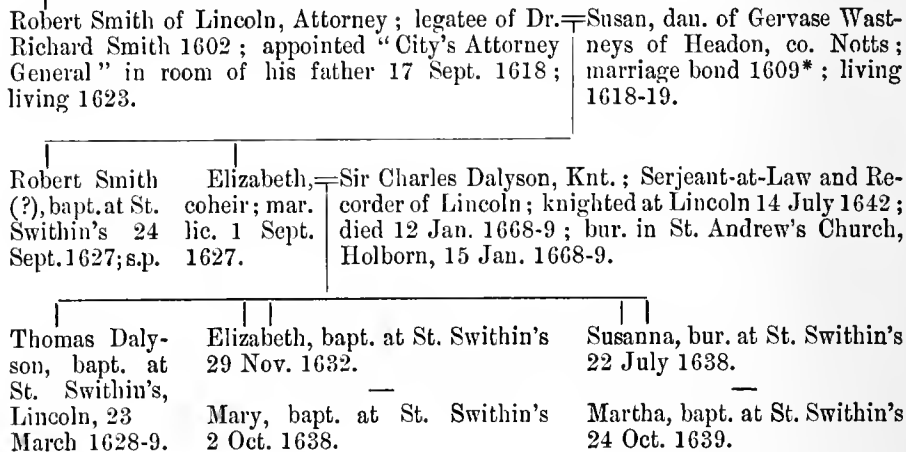 Robert Smith of Lincoln, Attorney ; legatee of Dr.
Richard Smith 1602 ; appointed “City's Attorney
General” in room of his father 17 Sept. 1618 ;
living 1623.
Susan, dau. of Gervase Wast-
neys of Headon, co. Notts ;
marriage bond 1609* ; living
1618-19.
Robert Smith
(?), bapt. at St.
Swithin's 24
Sept. 1627; s.p.
Elizabeth,
coheir ; mar.
lic. 1 Sept.
1627.
Sir Charles Dalyson, Knt. ; Serjeant-at-Law and Re-
corder of Lincoln ; knighted at Lincoln 14 July 1642 ;
died 12 Jan. 1668-9 ; bur. in St. Andrew's Church,
Holborn, 15 Jan. 1668-9.
Thomas Daly-
son, bapt. at
St. Swithin's,
Lincoln, 23
March 1628-9.
Elizabeth, bapt. at St. Swithin's
29 Nov. 1632.
—
Mary, bapt. at St. Swithin's
2 Oct. 1638.
Susanna, bur. at St. Swithin's
22 July 1638.
—
Martha, bapt. at St. Swithin's
24 Oct. 1639.